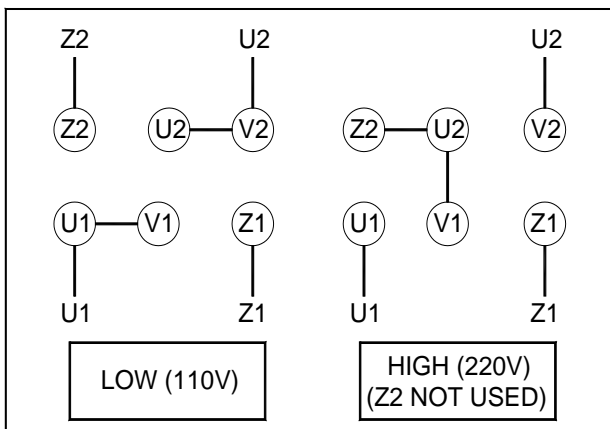 Z2 U2 U2
Z2 U2 V2 Z2 U2 V2
U1 V1 Z1 U1 V1 Z1
U1 Z1 U1 Z1
LOW (110V)
HIGH (220V)
(Z2 NOT USED)